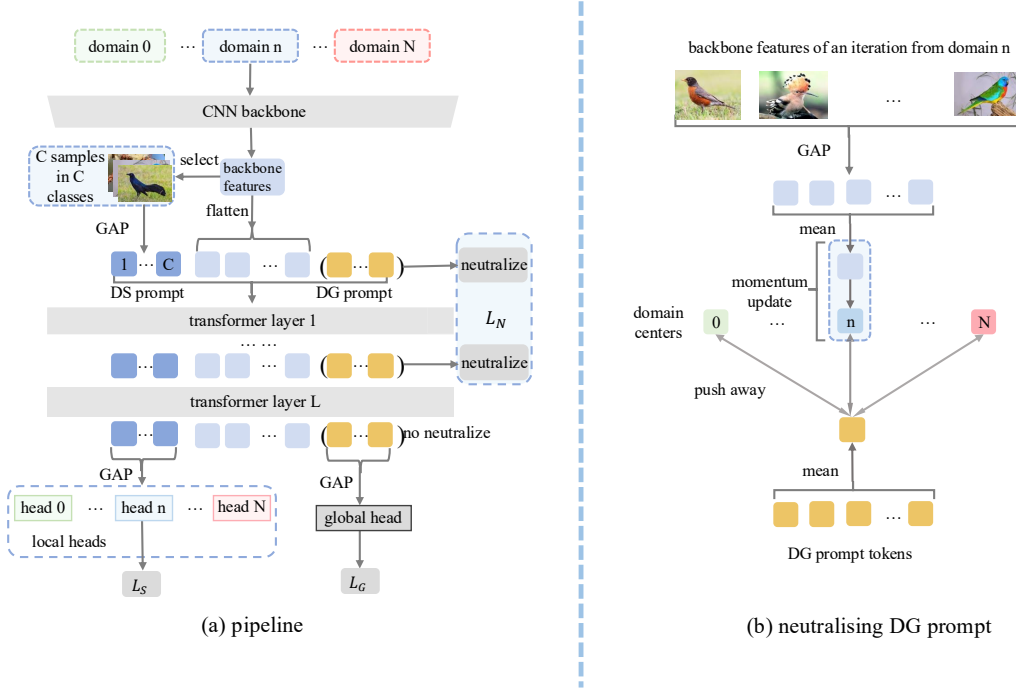 domain 0 ... domain n ... domain N
CNN backbone
C samples
in C
classes
select
backbone
features
GAP
flatten
1 ... C
...
( ... )
neutralize
DS prompt
DG prompt
transformer layer 1
L_N
... ...
...
...
( ... )
neutralize
transformer layer L
...
...
( ... )
no neutralize
GAP
GAP
head 0 ... head n ... head N
local heads
global head
L_S
L_G
(a) pipeline
backbone features of an iteration from domain n
...
GAP
...
mean
momentum
update
domain
centers
0 ... n ... N
push away
mean
...
DG prompt tokens
(b) neutralising DG prompt